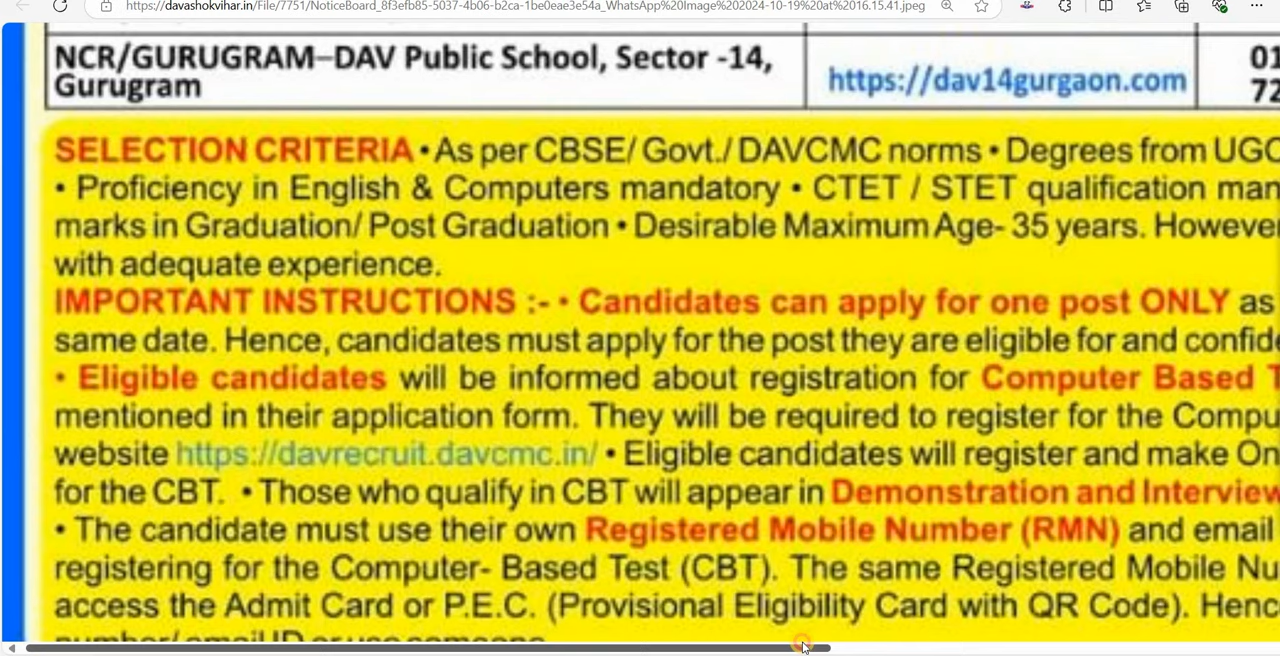 https://davashokvihar.in/File/7751/NoticeBoard_8f3efb85-5037-4b06-b2ca-1be0eae3e54a_WhatsApp%20Image%202024-10-19%20at%2016.15.41.jpeg
NCR/GURUGRAM–DAV Public School, Sector -14,
Gurugram
https://dav14gurgaon.com
01
72
SELECTION CRITERIA • As per CBSE/ Govt./ DAVCMC norms • Degrees from UGC
• Proficiency in English & Computers mandatory • CTET / STET qualification man
marks in Graduation/ Post Graduation • Desirable Maximum Age- 35 years. Howeve
with adequate experience.
IMPORTANT INSTRUCTIONS :- • Candidates can apply for one post ONLY as
same date. Hence, candidates must apply for the post they are eligible for and confide
• Eligible candidates will be informed about registration for Computer Based T
mentioned in their application form. They will be required to register for the Compu
website https://davrecruit.davcmc.in/ • Eligible candidates will register and make On
for the CBT. • Those who qualify in CBT will appear in Demonstration and Interview
• The candidate must use their own Registered Mobile Number (RMN) and email
registering for the Computer- Based Test (CBT). The same Registered Mobile Nu
access the Admit Card or P.E.C. (Provisional Eligibility Card with QR Code). Henc
number/ email ID or use someone